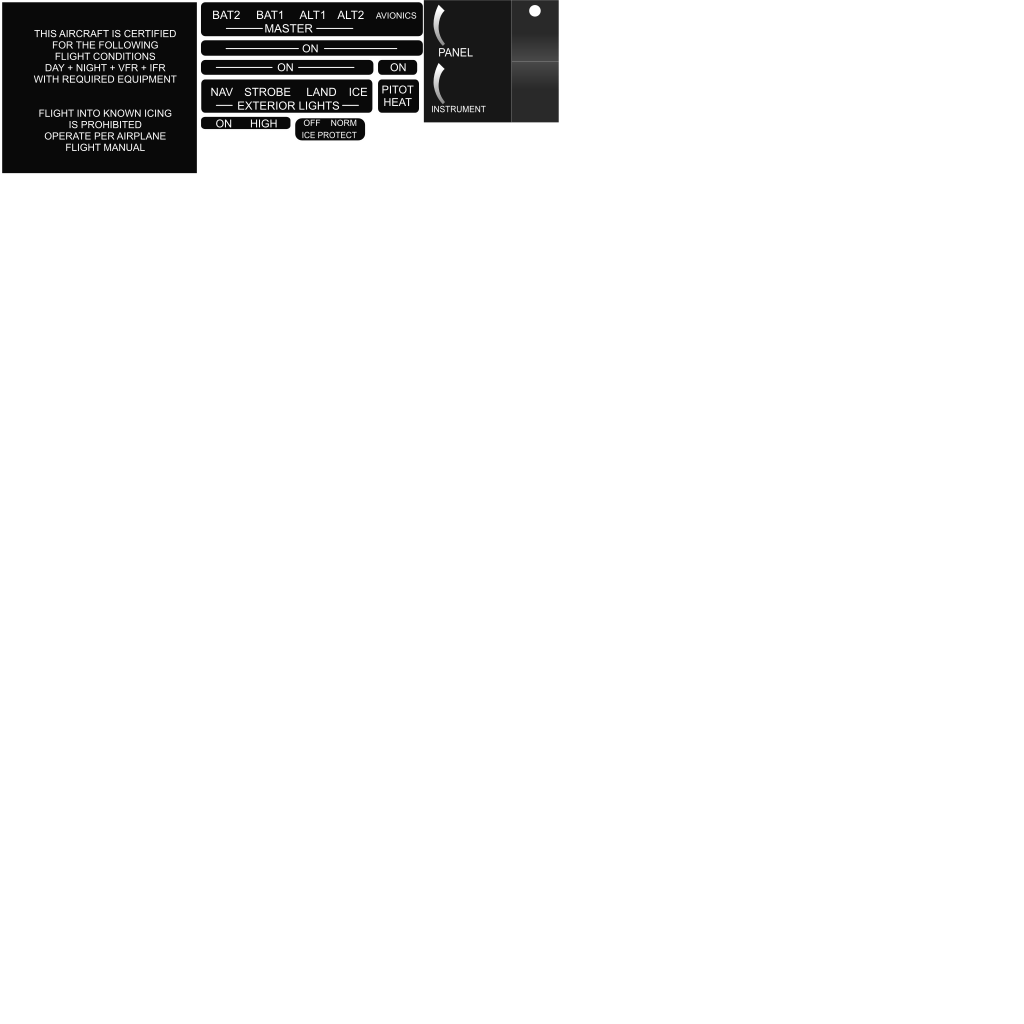 THIS AIRCRAFT IS CERTIFIED
FOR THE FOLLOWING
FLIGHT CONDITIONS
DAY + NIGHT + VFR + IFR
WITH REQUIRED EQUIPMENT
FLIGHT INTO KNOWN ICING
IS PROHIBITED
OPERATE PER AIRPLANE
FLIGHT MANUAL
BAT2 BAT1 ALT1 ALT2 AVIONICS
MASTER
ON
ON ON
NAV STROBE LAND ICE
EXTERIOR LIGHTS
PITOT
HEAT
ON HIGH
OFF NORM
ICE PROTECT
PANEL
INSTRUMENT